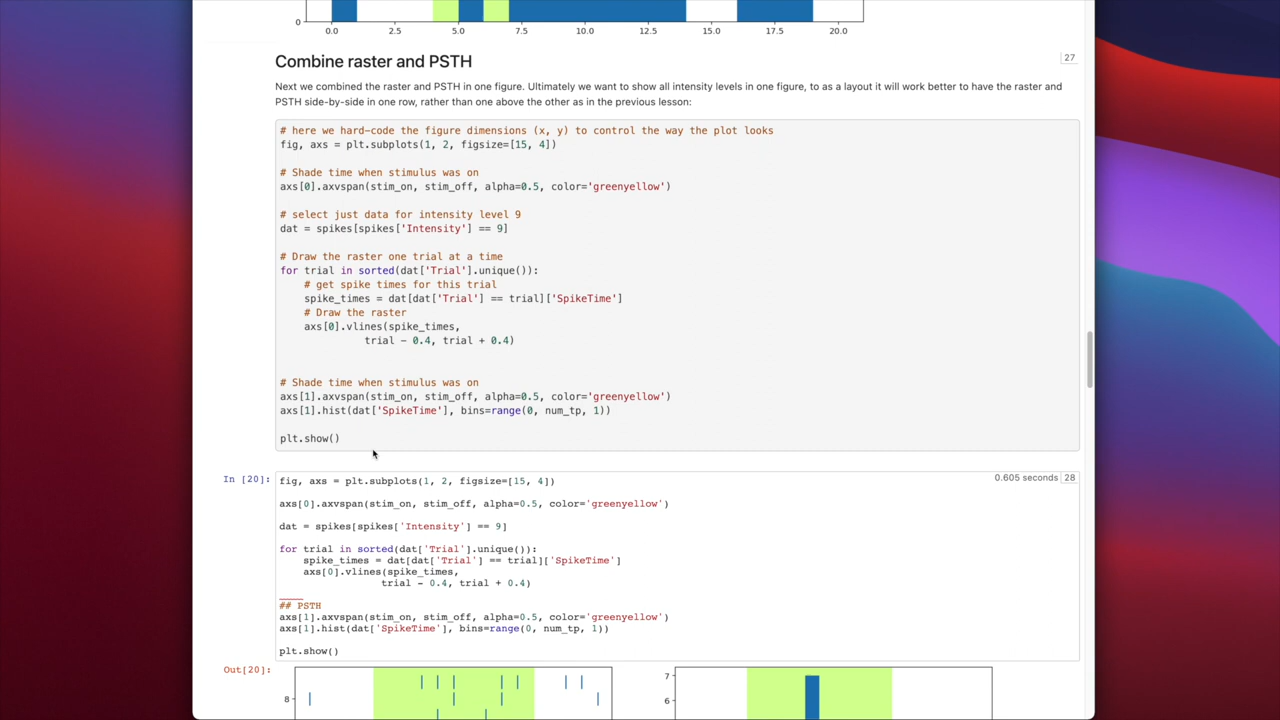 0
0.0 2.5 5.0 7.5 10.0 12.5 15.0 17.5 20.0
Combine raster and PSTH
27
Next we combined the raster and PSTH in one figure. Ultimately we want to show all intensity levels in one figure, to as a layout it will work better to have the raster and
PSTH side-by-side in one row, rather than one above the other as in the previous lesson:
# here we hard-code the figure dimensions (x, y) to control the way the plot looks
fig, axs = plt.subplots(1, 2, figsize=[15, 4])
# Shade time when stimulus was on
axs[0].axvspan(stim_on, stim_off, alpha=0.5, color='greenyellow')
# select just data for intensity level 9
dat = spikes[spikes['Intensity'] == 9]
# Draw the raster one trial at a time
for trial in sorted(dat['Trial'].unique()):
# get spike times for this trial
spike_times = dat[dat['Trial'] == trial]['SpikeTime']
# Draw the raster
axs[0].vlines(spike_times,
trial - 0.4, trial + 0.4)
# Shade time when stimulus was on
axs[1].axvspan(stim_on, stim_off, alpha=0.5, color='greenyellow')
axs[1].hist(dat['SpikeTime'], bins=range(0, num_tp, 1))
plt.show()
In [20]:
0.605 seconds 28
fig, axs = plt.subplots(1, 2, figsize=[15, 4])
axs[0].axvspan(stim_on, stim_off, alpha=0.5, color='greenyellow')
dat = spikes[spikes['Intensity'] == 9]
for trial in sorted(dat['Trial'].unique()):
spike_times = dat[dat['Trial'] == trial]['SpikeTime']
axs[0].vlines(spike_times,
trial - 0.4, trial + 0.4)
## PSTH
axs[1].axvspan(stim_on, stim_off, alpha=0.5, color='greenyellow')
axs[1].hist(dat['SpikeTime'], bins=range(0, num_tp, 1))
plt.show()
Out[20]:
8
7
6